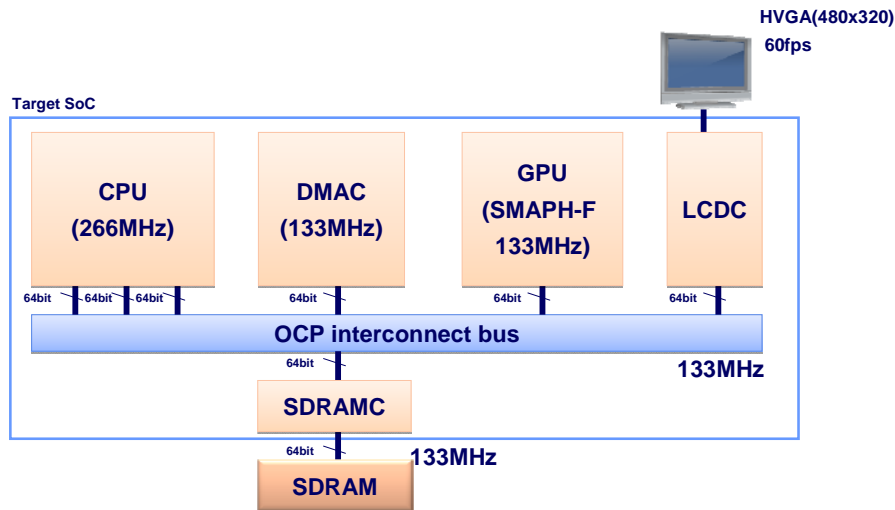 HVGA(480x320)
60fps
Target SoC
CPU
(266MHz)
DMAC
(133MHz)
GPU
(SMAPH-F
133MHz)
LCDC
64bit
64bit
64bit
64bit
64bit
64bit
OCP interconnect bus
64bit
133MHz
SDRAMC
64bit
133MHz
SDRAM